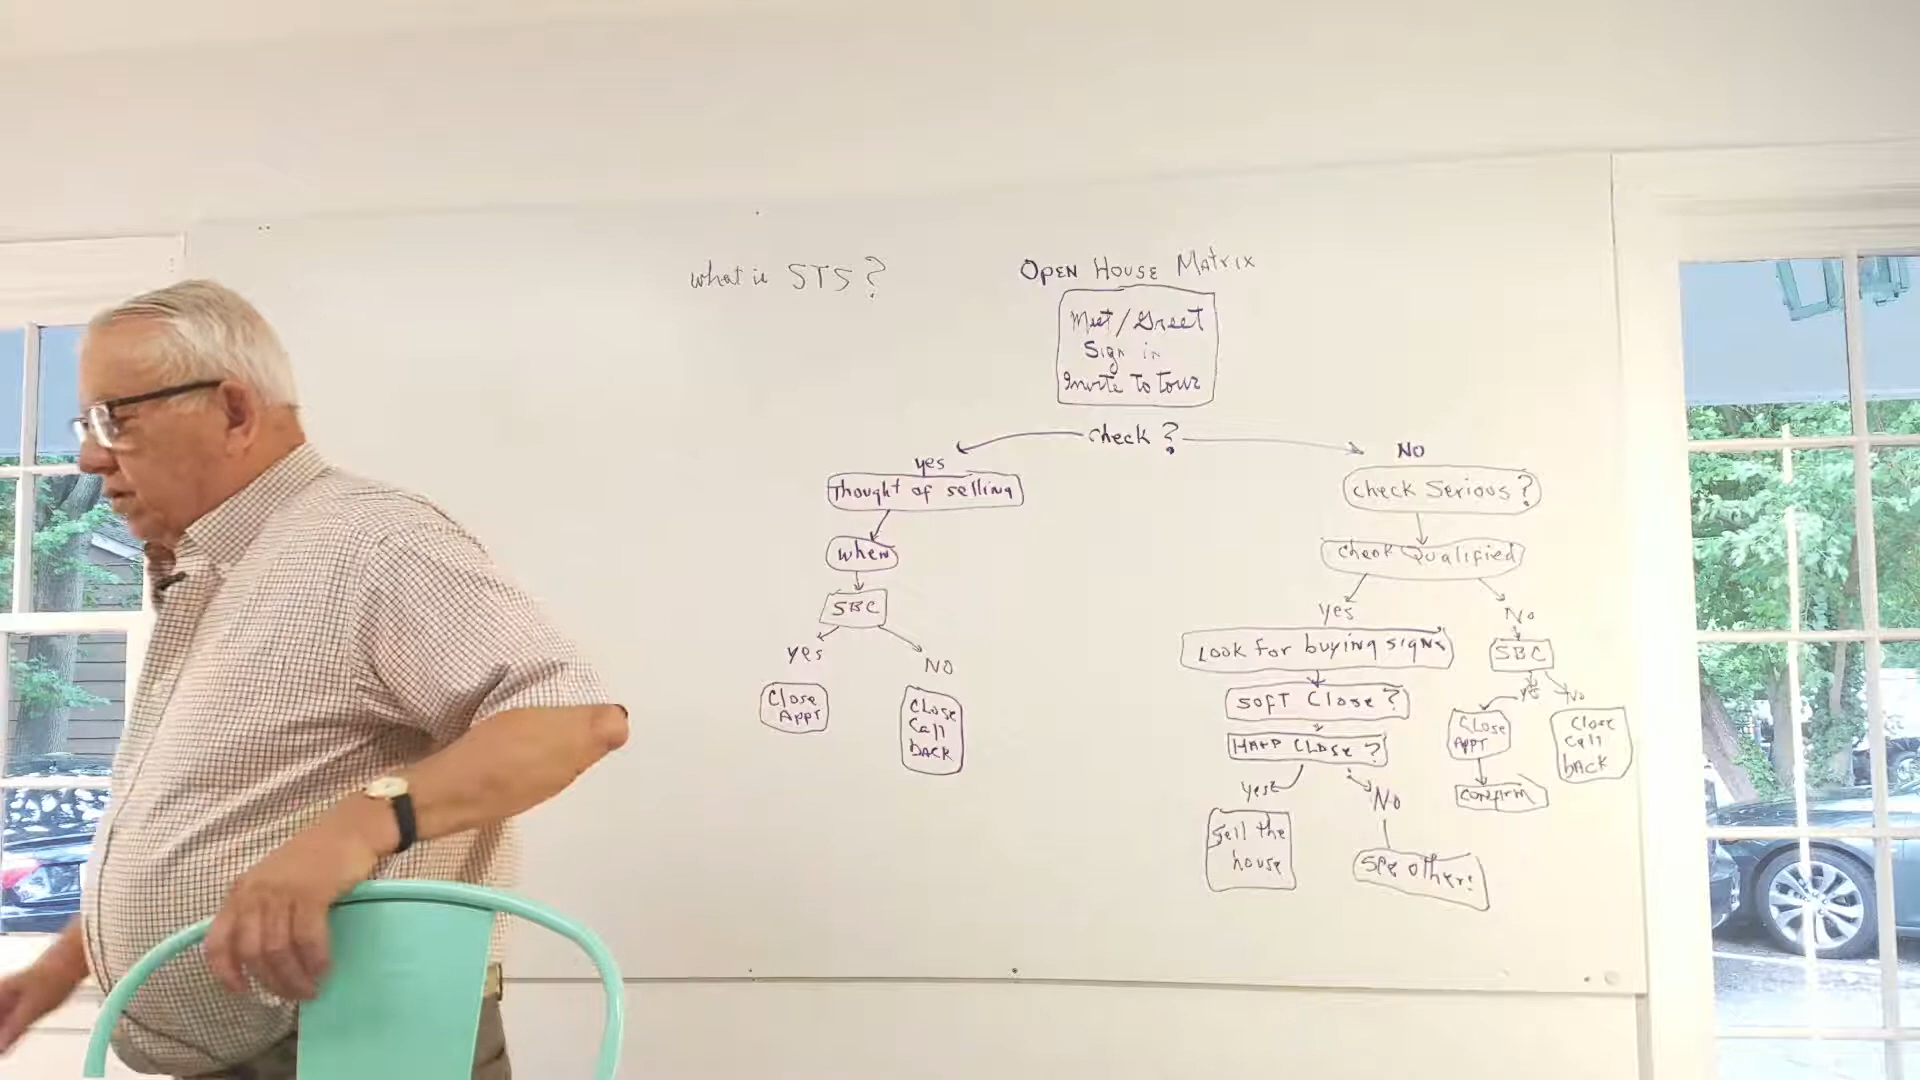 what is STS?
OPEN HOUSE MATRIX
Meet/Greet
Sign in
Invite To Tour
check?
yes
NO
Thought of selling
check Serious?
when
check Qualified
SBC
yes
NO
yes
No
Look for buying signs
SBC
Close
APPT
CLOSE
Call
bACK
SOFT Close?
yes
No
HARD CLOSE?
CLOSE
APPT
Close
Call
bACK
confirm
yes
No
Sell the
house
See other!